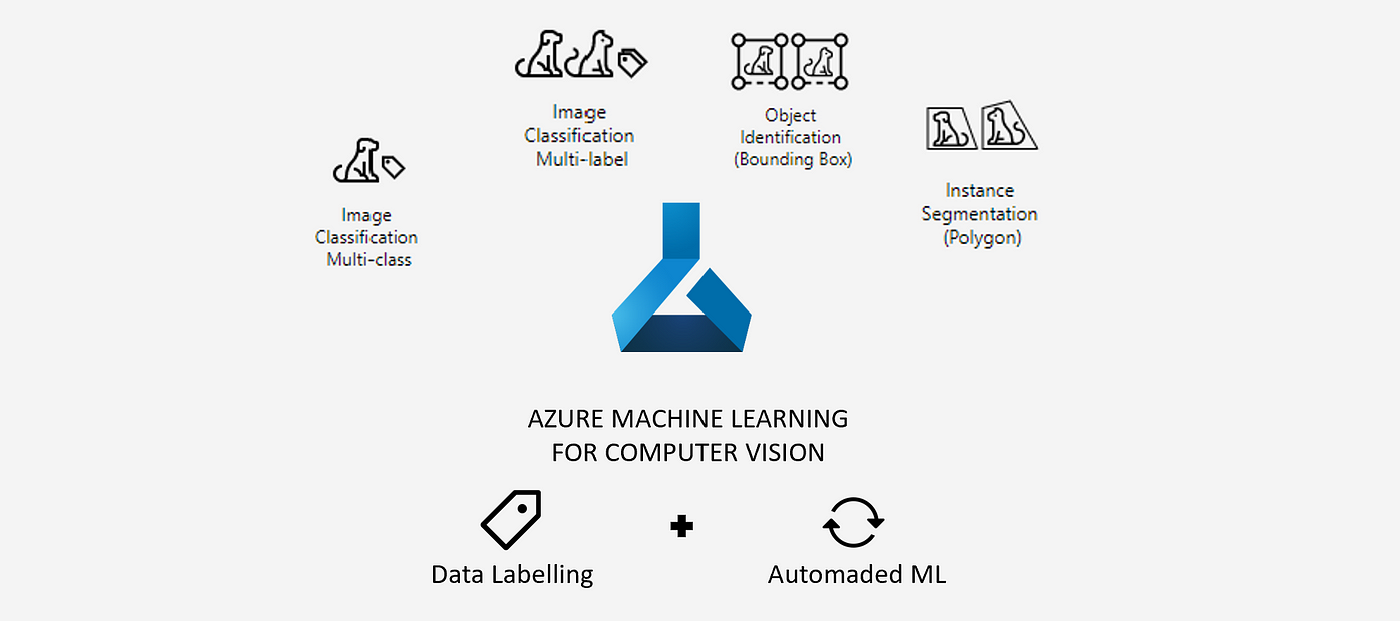 Image
Classification
Multi-class
Image
Classification
Multi-label
Object
Identification
(Bounding Box)
Instance
Segmentation
(Polygon)
AZURE MACHINE LEARNING
FOR COMPUTER VISION
Data Labelling
Automaded ML